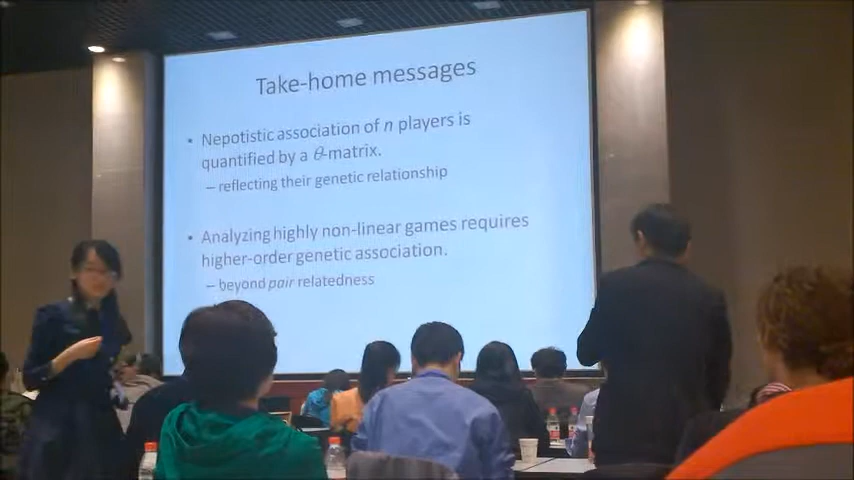 Take-home messages
• Nepotistic association of n players is
quantified by a θ-matrix.
– reflecting their genetic relationship
• Analyzing highly non-linear games requires
higher-order genetic association.
– beyond pair relatedness